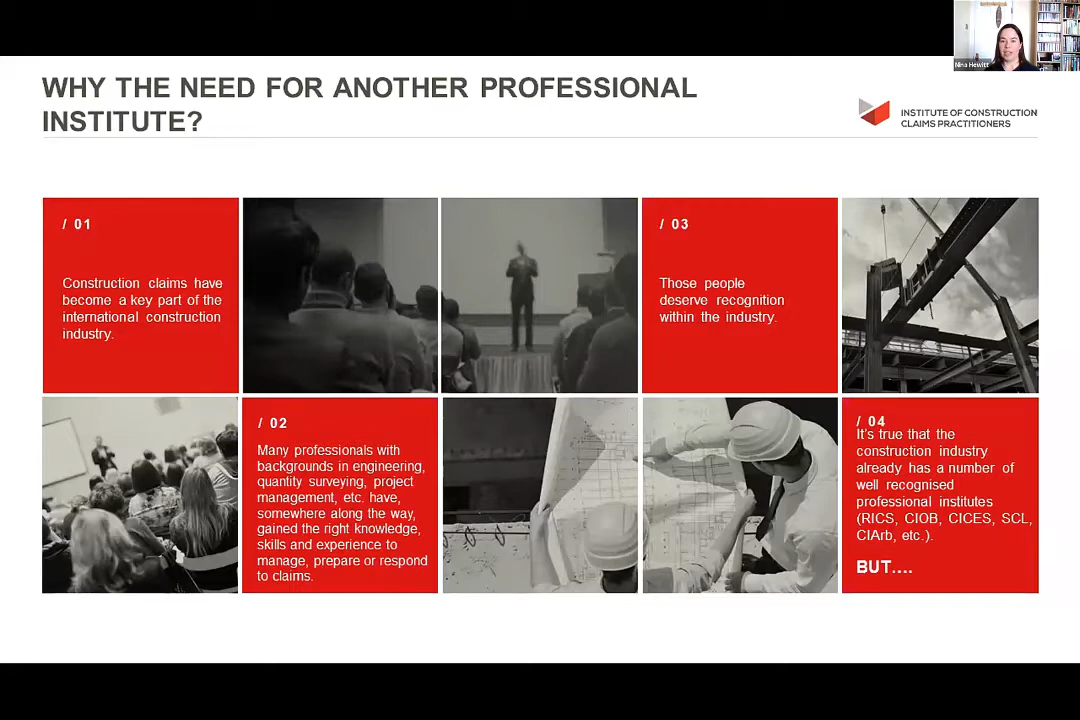 Nina Hewitt
WHY THE NEED FOR ANOTHER PROFESSIONAL
INSTITUTE?
INSTITUTE OF CONSTRUCTION
CLAIMS PRACTITIONERS
/ 01
Construction claims have
become a key part of the
international construction
industry.
/ 02
Many professionals with
backgrounds in engineering,
quantity surveying, project
management, etc. have,
somewhere along the way,
gained the right knowledge,
skills and experience to
manage, prepare or respond
to claims.
/ 03
Those people
deserve recognition
within the industry.
/ 04
It's true that the
construction industry
already has a number of
well recognised
professional institutes
(RICS, CIOB, CICES, SCL,
CIArb, etc.).
BUT....